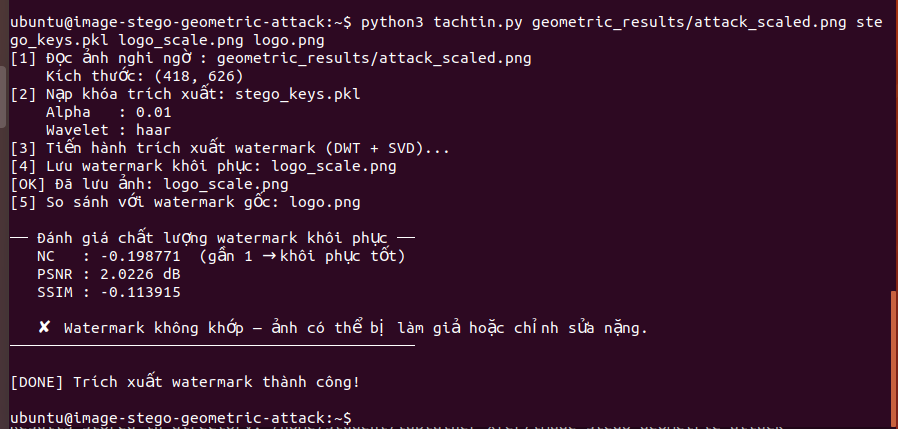 ubuntu@image-stego-geometric-attack:~$ python3 tachtin.py geometric_results/attack_scaled.png ste
go_keys.pkl logo_scale.png logo.png
[1] Đọc ảnh nghi ngờ : geometric_results/attack_scaled.png
Kích thước: (418, 626)
[2] Nạp khóa trích xuất: stego_keys.pkl
Alpha : 0.01
Wavelet : haar
[3] Tiến hành trích xuất watermark (DWT + SVD)...
[4] Lưu watermark khôi phục: logo_scale.png
[OK] Đã lưu ảnh: logo_scale.png
[5] So sánh với watermark gốc: logo.png
── Đánh giá chất lượng watermark khôi phục ──
NC : -0.198771 (gần 1 → khôi phục tốt)
PSNR : 2.0226 dB
SSIM : -0.113915
✘ Watermark không khớp — ảnh có thể bị làm giả hoặc chỉnh sửa nặng.
[DONE] Trích xuất watermark thành công!
ubuntu@image-stego-geometric-attack:~$